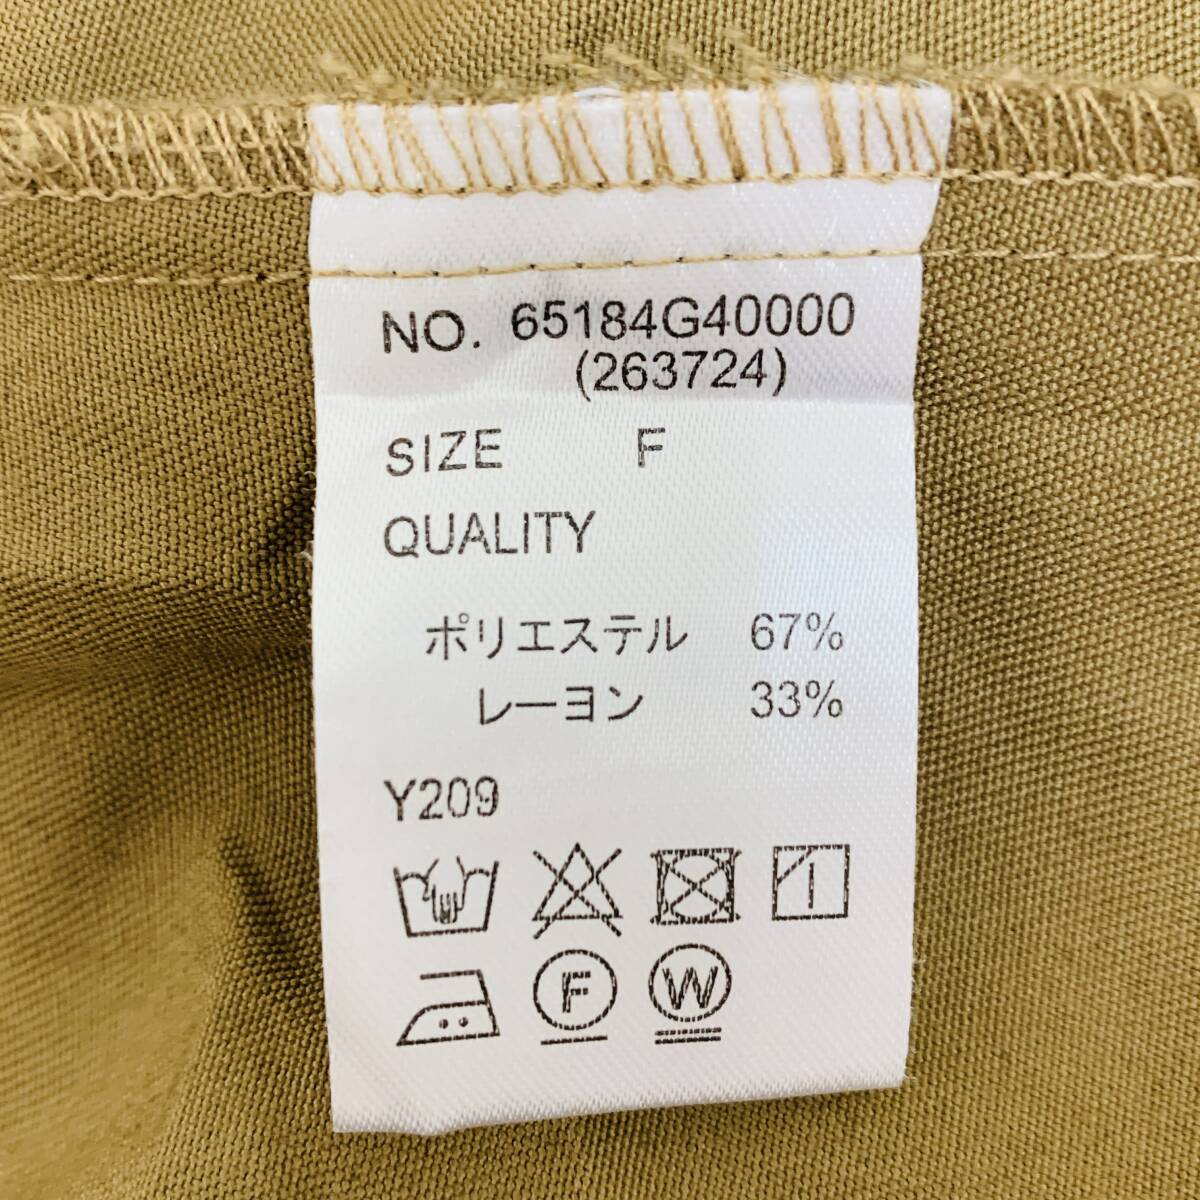 NO. 65184G40000
(263724)
SIZE F
QUALITY
ポリエステル 67%
レーヨン 33%
Y209
F W